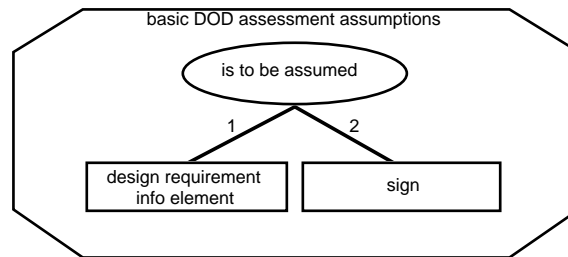 basic DOD assessment assumptions
is to be assumed
1
2
design requirement
info element
sign